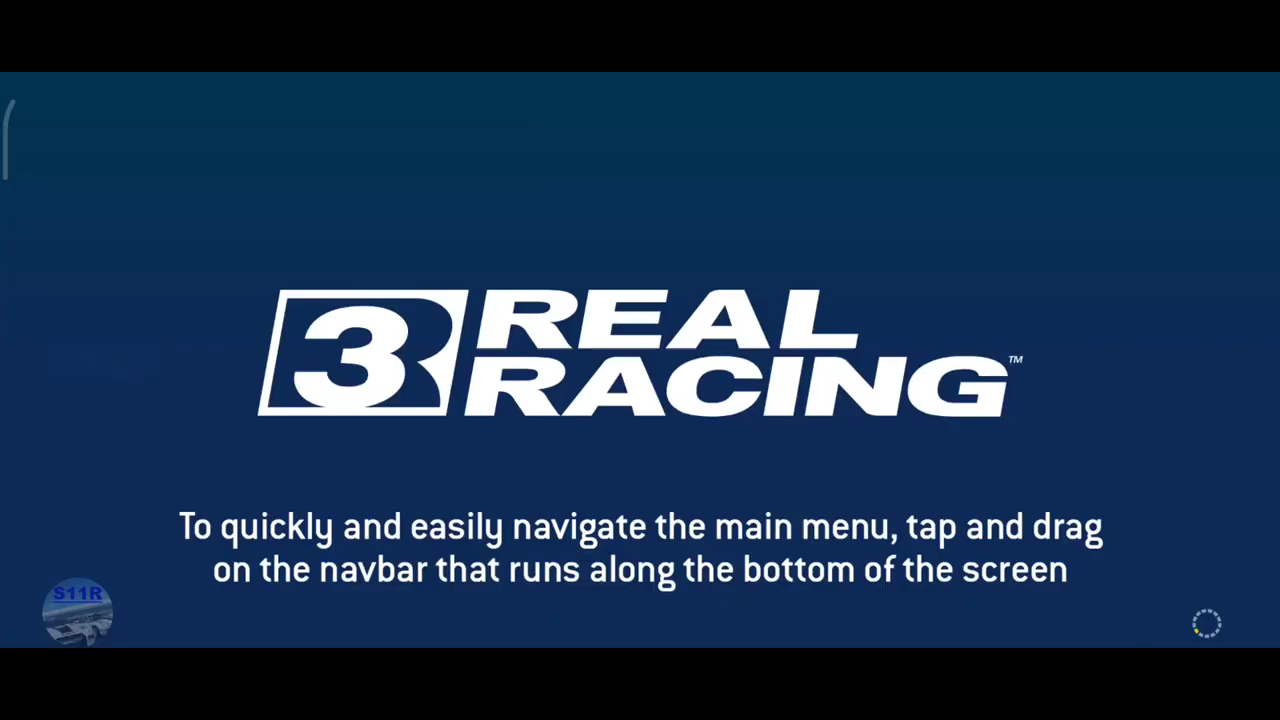 3 REAL
RACING™
To quickly and easily navigate the main menu, tap and drag
on the navbar that runs along the bottom of the screen
S11R